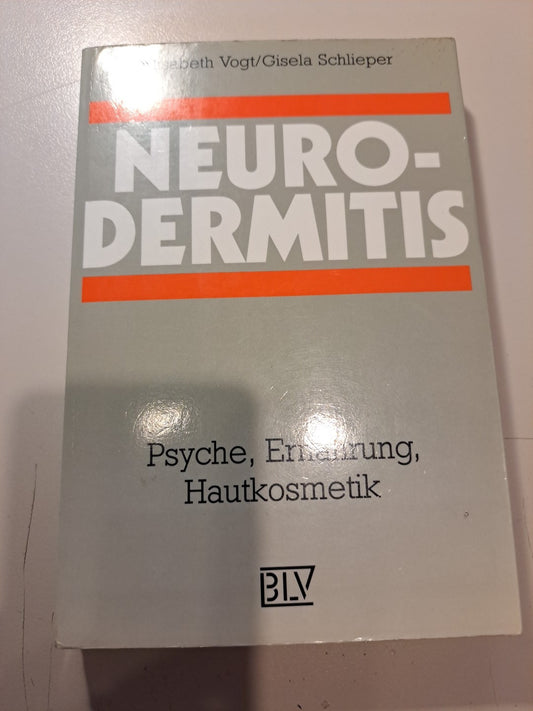 Vogt/Gisela Schlieper
NEURO-
DERMITIS
Psyche, Ernährung,
Hautkosmetik
BLV